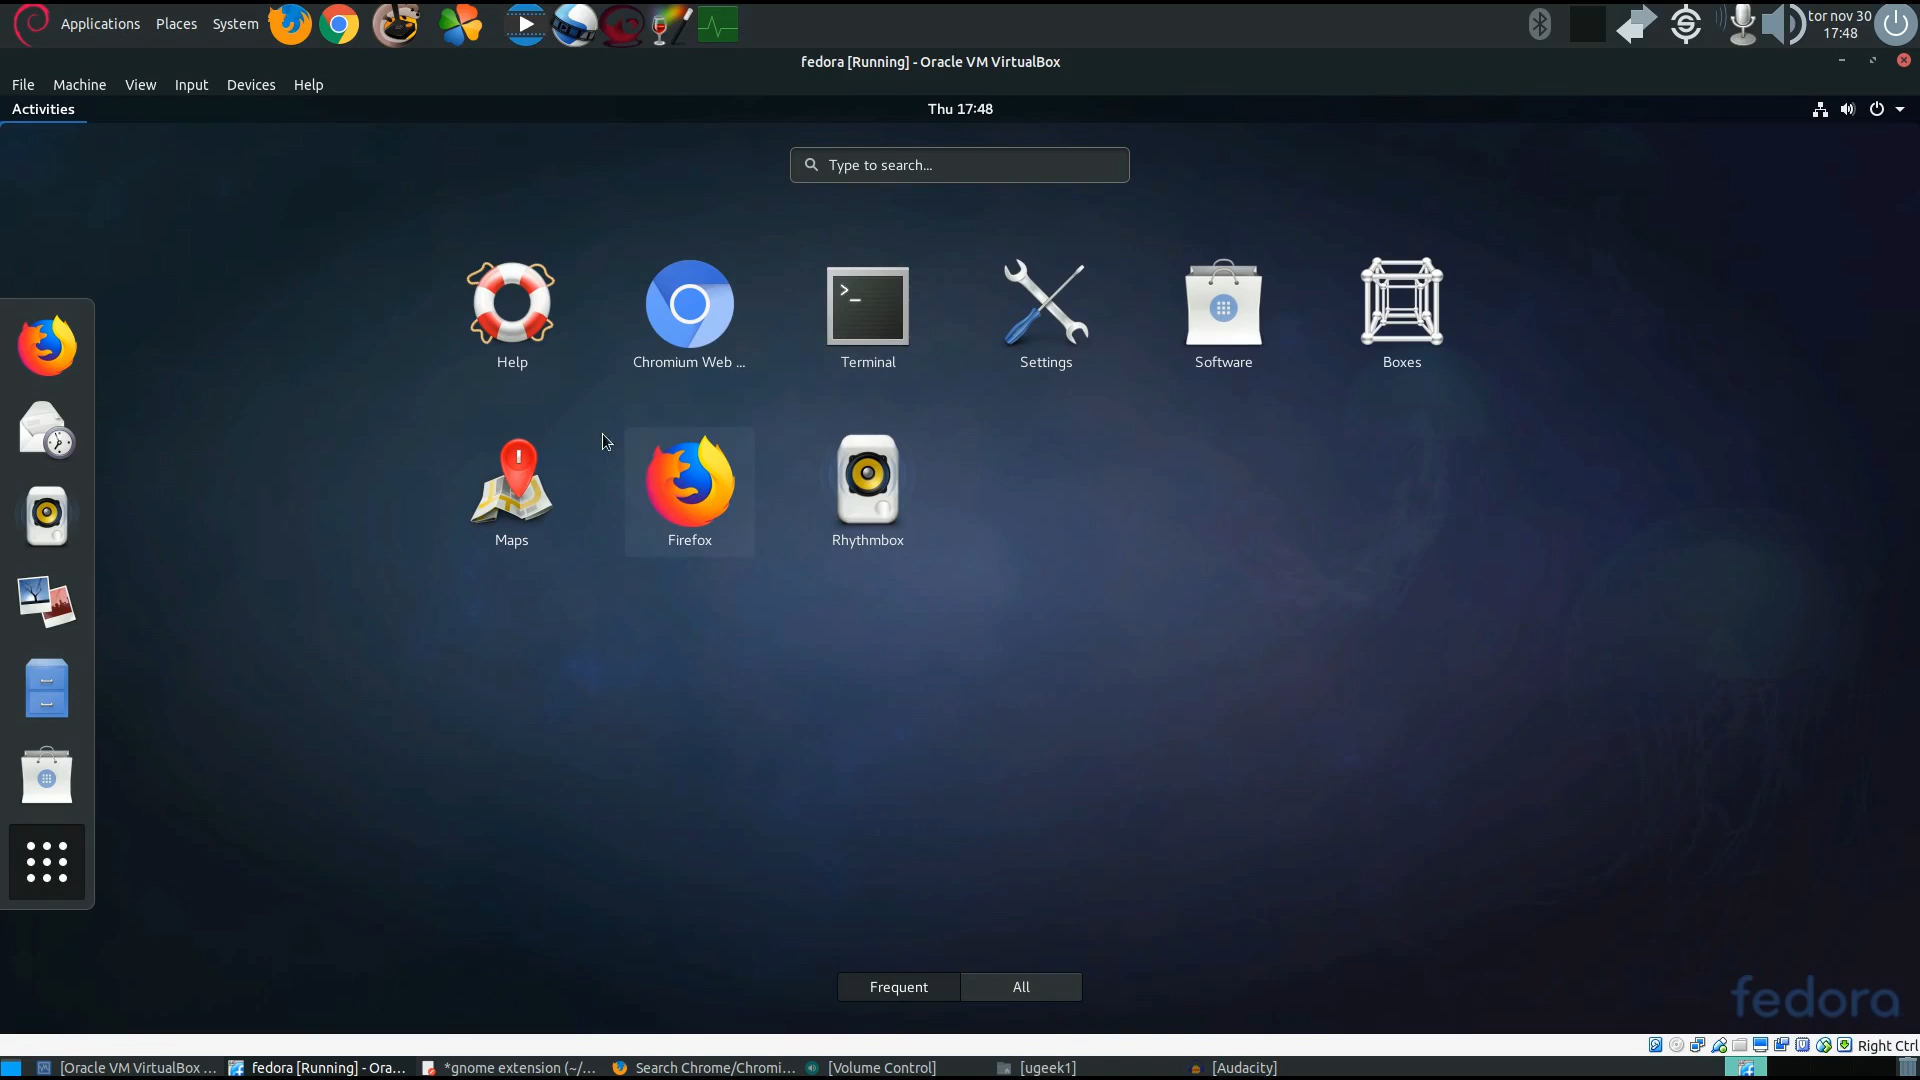 Applications Places System
tor nov 30
17:48
fedora [Running] - Oracle VM VirtualBox
File Machine View Input Devices Help
Activities
Thu 17:48
Type to search...
Help
Chromium Web ...
Terminal
Settings
Software
Boxes
Maps
Firefox
Rhythmbox
Frequent
All
fedora
Right Ctrl
[Oracle VM VirtualBox ...
fedora [Running] - Ora...
*gnome extension (~/...
Search Chrome/Chromi...
[Volume Control]
[ugeek1]
[Audacity]